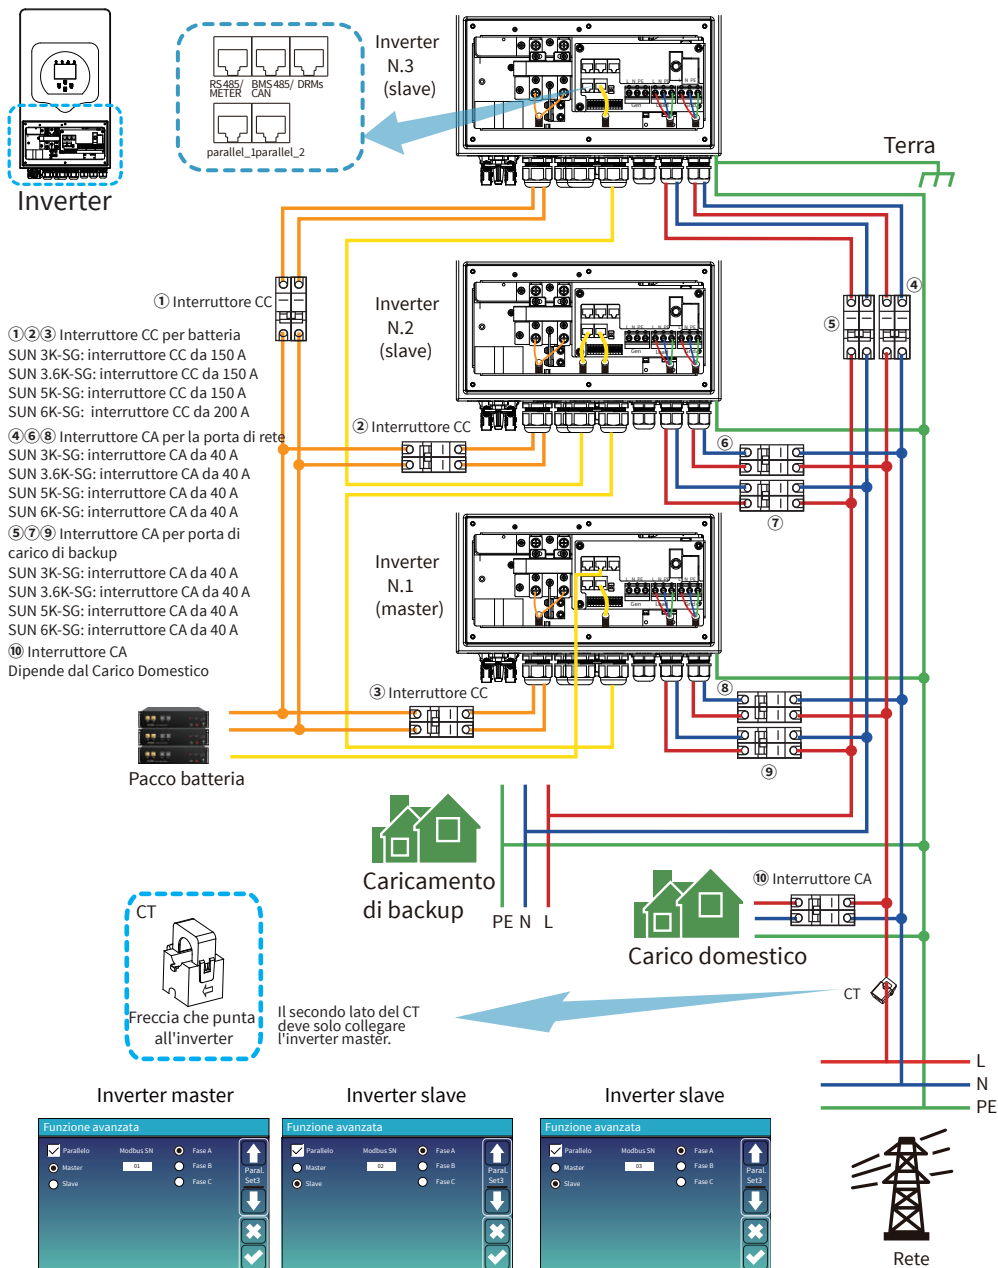 Inverter
RS485/
METER
BMS 485/
CAN
DRMs
parallel_1
parallel_2
Inverter
N.3
(slave)
Terra
L N PE L N PE
Gen
① Interruttore CC
①②③ Interruttore CC per batteria
SUN 3K-SG: interruttore CC da 150 A
SUN 3.6K-SG: interruttore CC da 150 A
SUN 5K-SG: interruttore CC da 150 A
SUN 6K-SG: interruttore CC da 200 A
④⑥⑧ Interruttore CA per la porta di rete
SUN 3K-SG: interruttore CA da 40 A
SUN 3.6K-SG: interruttore CA da 40 A
SUN 5K-SG: interruttore CA da 40 A
SUN 6K-SG: interruttore CA da 40 A
⑤⑦⑨ Interruttore CA per porta di
carico di backup
SUN 3K-SG: interruttore CA da 40 A
SUN 3.6K-SG: interruttore CA da 40 A
SUN 5K-SG: interruttore CA da 40 A
SUN 6K-SG: interruttore CA da 40 A
⑩ Interruttore CA
Dipende dal Carico Domestico
Inverter
N.2
(slave)
Gen
Load
Grid
④
⑤
② Interruttore CC
⑥
⑦
Inverter
N.1
(master)
Gen
Load
Grid
③ Interruttore CC
⑧
⑨
Pacco batteria
Caricamento
di backup
PE N L
⑩ Interruttore CA
Carico domestico
CT
CT
Freccia che punta
all'inverter
Il secondo lato del CT
deve solo collegare
l'inverter master.
L
N
PE
Rete
Inverter master
Funzione avanzata
Parallelo
Modbus SN
Fase A
Master
01
Fase B
Slave
Fase C
Paral.
Set3
Inverter slave
Funzione avanzata
Parallelo
Modbus SN
Fase A
Master
02
Fase B
Slave
Fase C
Paral.
Set3
Inverter slave
Funzione avanzata
Parallelo
Modbus SN
Fase A
Master
03
Fase B
Slave
Fase C
Paral.
Set3